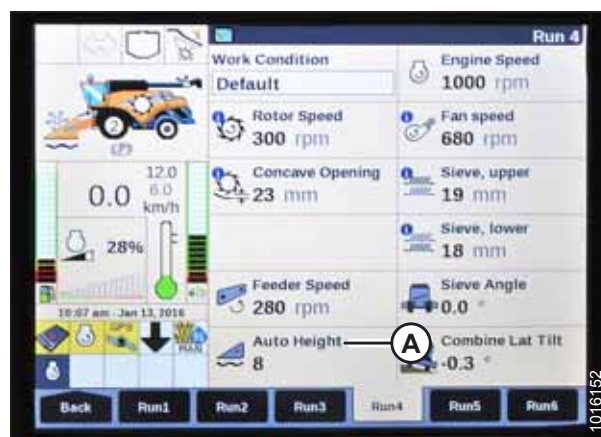 Run 4
Work Condition
Default
Engine Speed
1000 rpm
Rotor Speed
300 rpm
Fan speed
680 rpm
Concave Opening
23 mm
Sieve, upper
19 mm
Sieve, lower
18 mm
Feeder Speed
280 rpm
Sieve Angle
0.0 °
Auto Height
8
A
Combine Lat Tilt
-0.3 °
2
(P)
12.0
6.0
0.0
km/h
28%
10:07 am Jan 13, 2016
GPS
MAN
Back
Run1
Run2
Run3
Run4
Run5
Run6
1016152